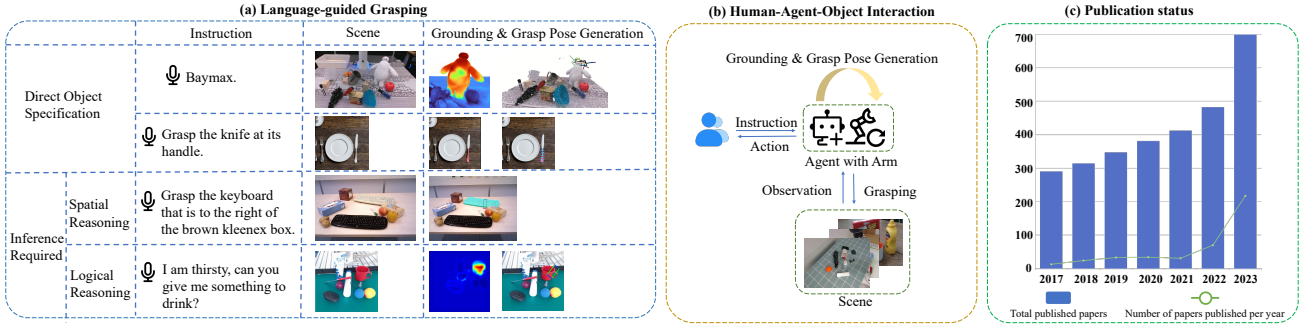 (a) Language-guided Grasping
Instruction
Scene
Grounding & Grasp Pose Generation
Direct Object
Specification
Baymax.
Grasp the knife at its
handle.
Inference
Required
Spatial
Reasoning
Grasp the keyboard
that is to the right of
the brown kleenex box.
Logical
Reasoning
I am thirsty, can you
give me something to
drink?
(b) Human-Agent-Object Interaction
Grounding & Grasp Pose Generation
Instruction
Action
Agent with Arm
Observation
Grasping
Scene
(c) Publication status
700
600
500
400
300
200
100
0
2017 2018 2019 2020 2021 2022 2023
Total published papers
Number of papers published per year